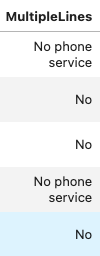 MultipleLines
No phone
service
No
No
No phone
service
No